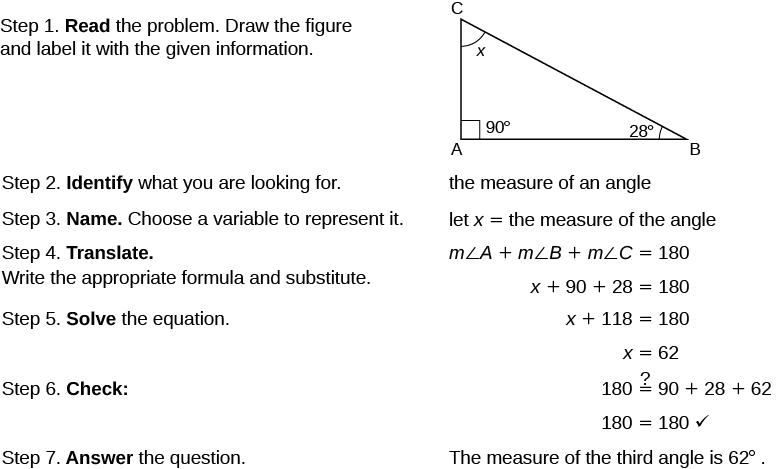 Step 1. Read the problem. Draw the figure
and label it with the given information.
C
x
90°
28°
A
B
Step 2. Identify what you are looking for.
the measure of an angle
Step 3. Name. Choose a variable to represent it.
let x = the measure of the angle
Step 4. Translate.
Write the appropriate formula and substitute.
m∠A + m∠B + m∠C = 180
x + 90 + 28 = 180
Step 5. Solve the equation.
x + 118 = 180
x = 62
Step 6. Check:
?
180 = 90 + 28 + 62
180 = 180 ✓
Step 7. Answer the question.
The measure of the third angle is 62° .